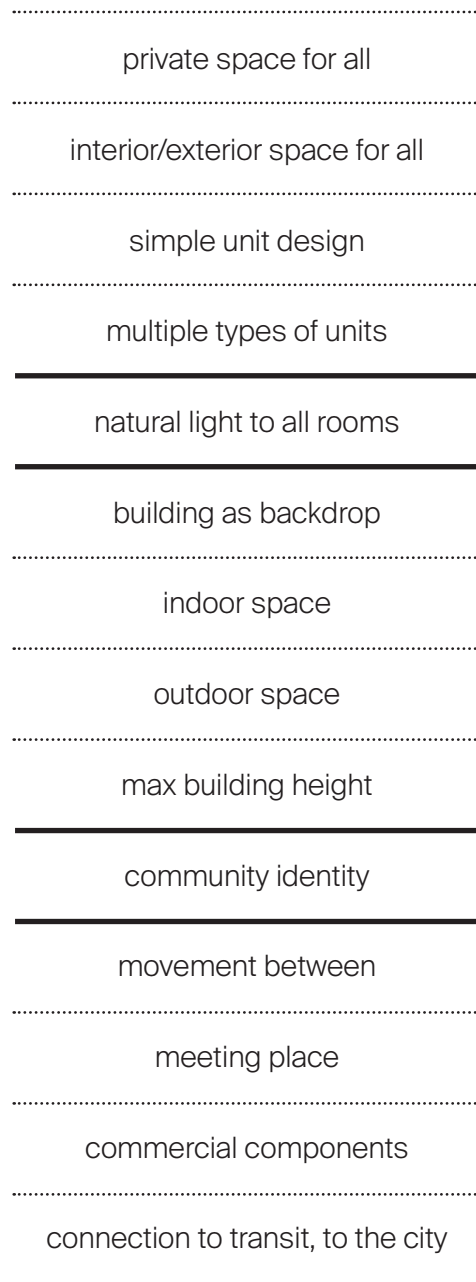 private space for all
interior/exterior space for all
simple unit design
multiple types of units
natural light to all rooms
building as backdrop
indoor space
outdoor space
max building height
community identity
movement between
meeting place
commercial components
connection to transit, to the city